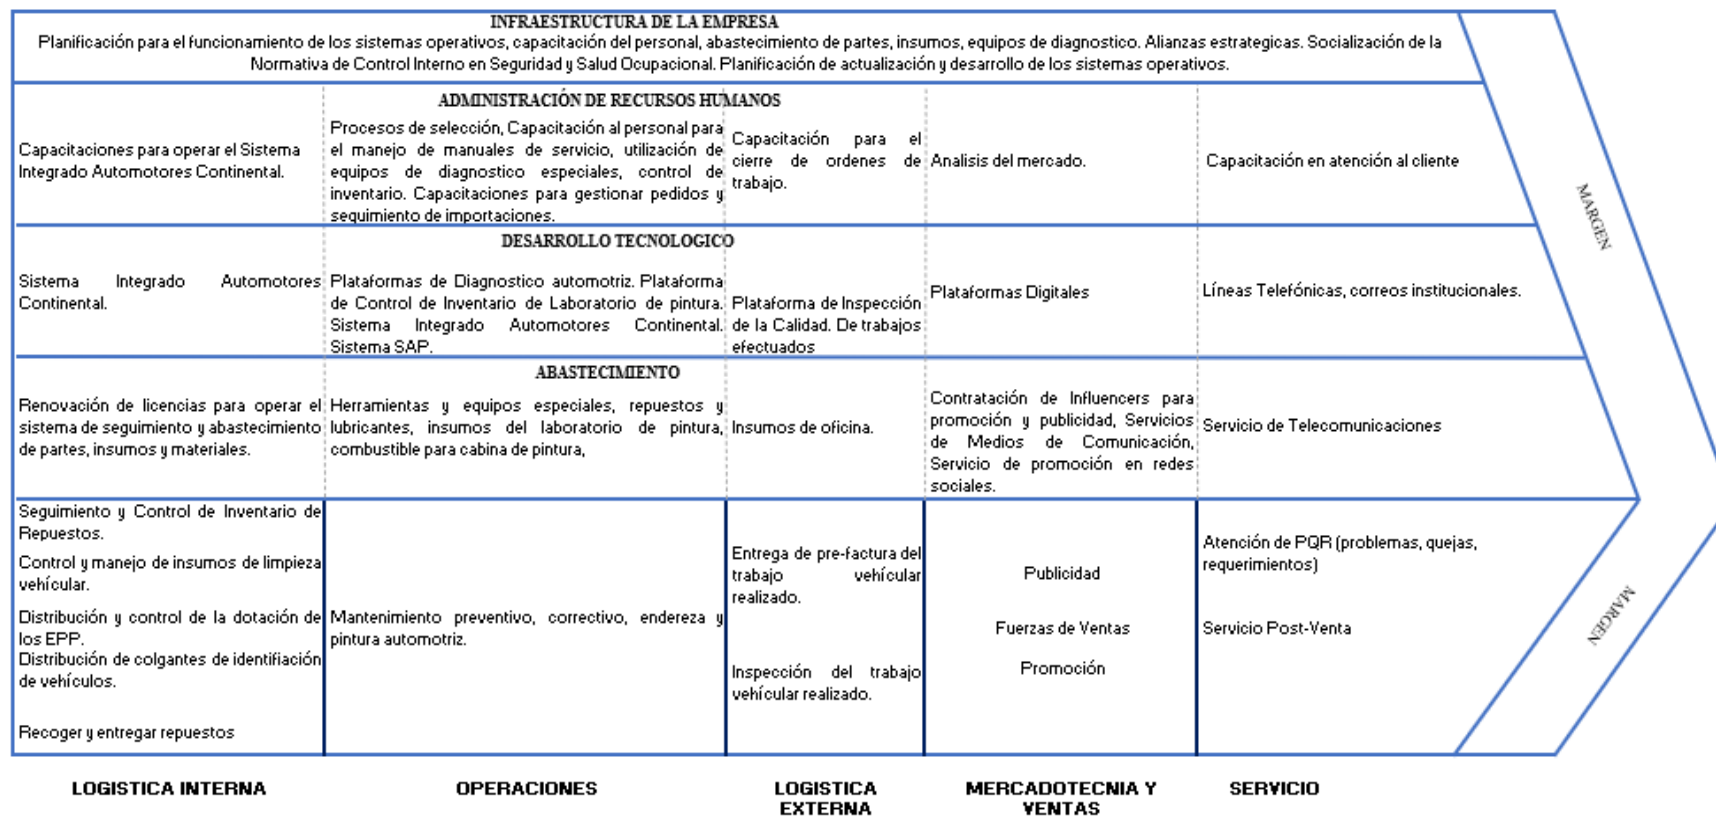 INFRAESTRUCTURA DE LA EMPRESA
Planificación para el funcionamiento de los sistemas operativos, capacitación del personal, abastecimiento de partes, insumos, equipos de diagnostico. Alianzas estrategicas. Socialización de la
Normativa de Control Interno en Seguridad y Salud Ocupacional. Planificación de actualización y desarrollo de los sistemas operativos.
ADMINISTRACIÓN DE RECURSOS HUMANOS
Capacitaciones para operar el Sistema
Integrado Automotores Continental.
Procesos de selección, Capacitación al personal para
el manejo de manuales de servicio, utilización de
equipos de diagnostico especiales, control de
inventario. Capacitaciones para gestionar pedidos y
seguimiento de importaciones.
Capacitación para el
cierre de ordenes de
trabajo.
Analisis del mercado.
Capacitación en atención al cliente
MARGEN
DESARROLLO TECNOLOGICO
Sistema Integrado Automotores
Continental.
Plataformas de Diagnostico automotriz. Plataforma
de Control de Inventario de Laboratorio de pintura.
Sistema Integrado Automotores Continental.
Sistema SAP.
Plataforma de Inspección
de la Calidad. De trabajos
efectuados
Plataformas Digitales
Líneas Telefónicas, correos institucionales.
ABASTECIMIENTO
Renovación de licencias para operar el
sistema de seguimiento y abastecimiento
de partes, insumos y materiales.
Herramientas y equipos especiales, repuestos y
lubricantes, insumos del laboratorio de pintura,
combustible para cabina de pintura,
Insumos de oficina.
Contratación de Influencers para
promoción y publicidad, Servicios
de Medios de Comunicación,
Servicio de promoción en redes
sociales.
Servicio de Telecomunicaciones
Seguimiento y Control de Inventario de
Repuestos.
Control y manejo de insumos de limpieza
vehícular.
Distribución y control de la dotación de
los EPP.
Distribución de colgantes de identifiación
de vehículos.
Recoger y entregar repuestos
Mantenimiento preventivo, correctivo, endereza y
pintura automotriz.
Entrega de pre-factura del
trabajo vehícular
realizado.
Inspección del trabajo
vehícular realizado.
Publicidad
Fuerzas de Ventas
Promoción
Atención de PQR (problemas, quejas,
requerimientos)
Servicio Post-Venta
MARGEN
LOGISTICA INTERNA
OPERACIONES
LOGISTICA
EXTERNA
MERCADOTECNIA Y
VENTAS
SERVICIO